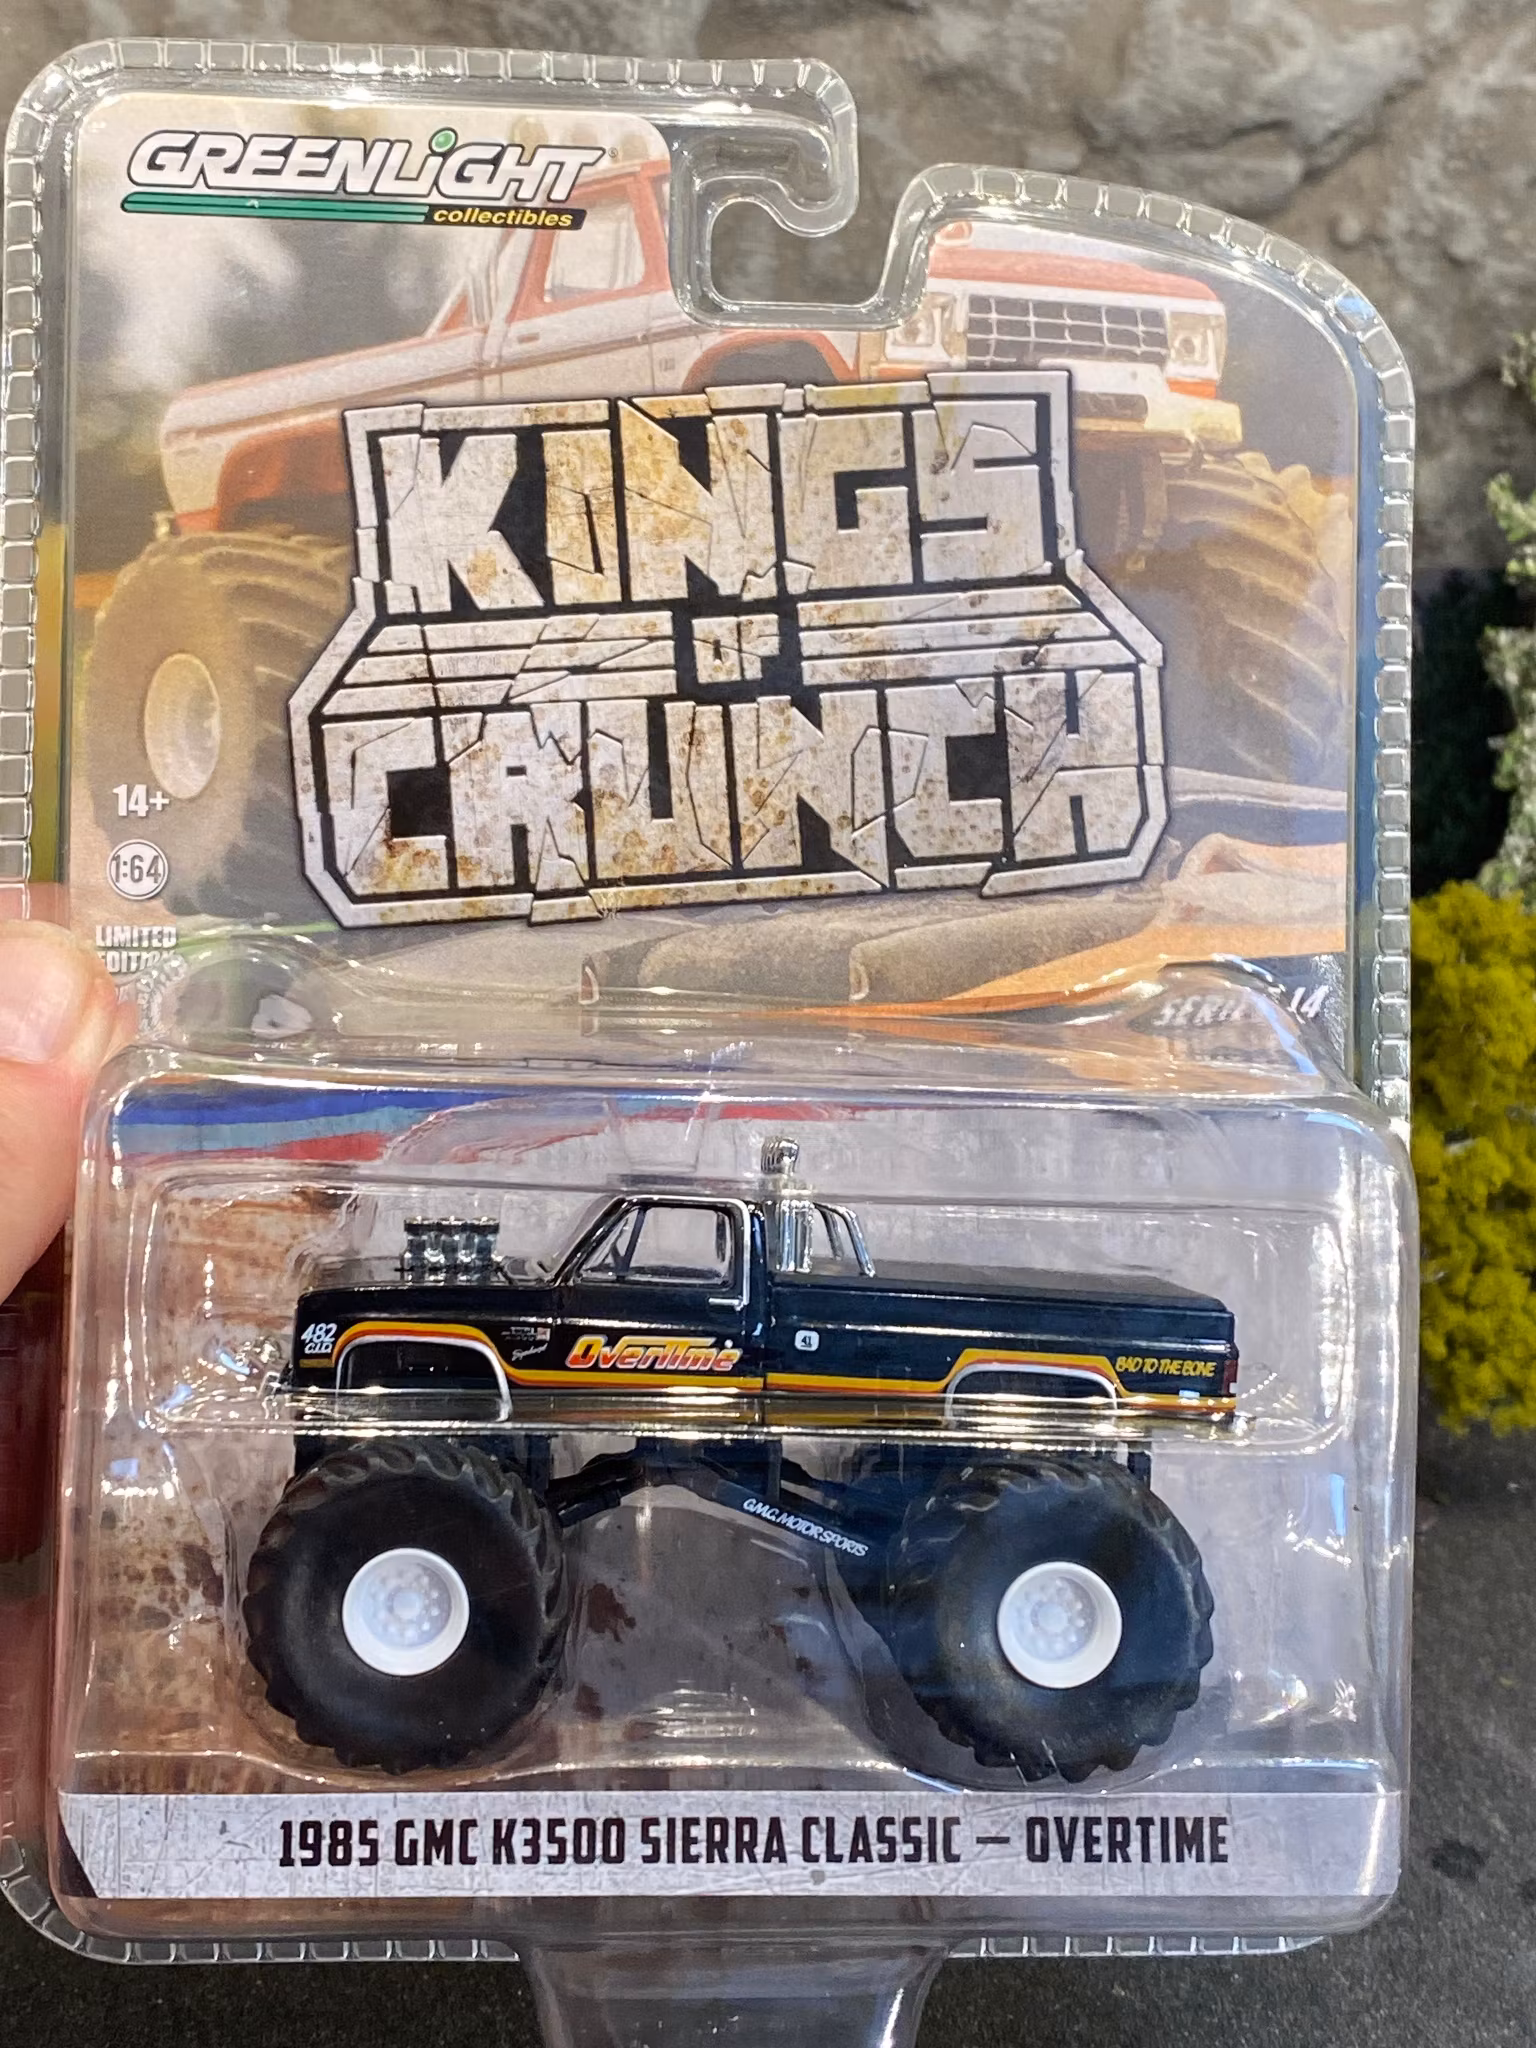 GREENLiGHT
collectibles
KINGS
OF
CRUNCH
14+
1:64
LIMITED
EDITION
482
C.I.D.
OverTime
41
BAD TO THE BONE
G.M.C. MOTOR SPORTS
1985 GMC K3500 SIERRA CLASSIC – OVERTIME